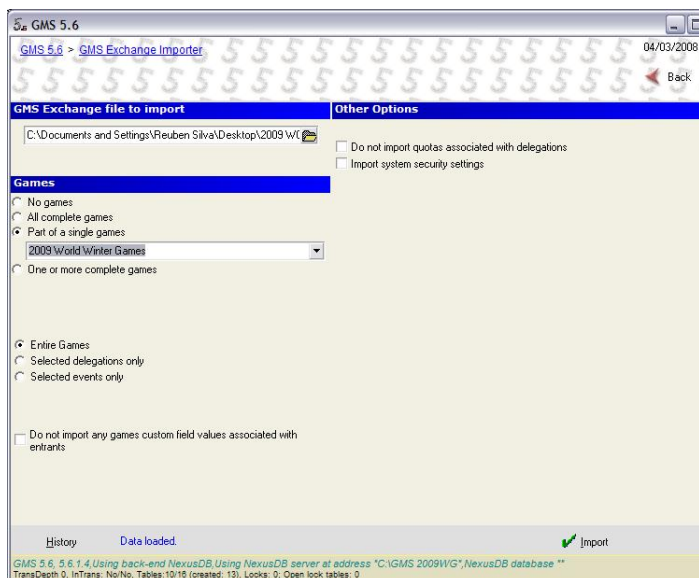 5.6 GMS 5.6
GMS 5.6 > GMS Exchange Importer
04/03/2008
Back
GMS Exchange file to import
C:\Documents and Settings\Reuben Silva\Desktop\2009 WG
Other Options
Do not import quotas associated with delegations
Import system security settings
Games
No games
All complete games
Part of a single games
2009 World Winter Games
One or more complete games
Entire Games
Selected delegations only
Selected events only
Do not import any games custom field values associated with
entrants
History
Data loaded.
Import
GMS 5.6, 5.6.1.4,Using back-end NexusDB,Using NexusDB server at address "C:\GMS 2009WG",NexusDB database ""
TransDepth 0, InTrans: No/No, Tables:10/16 (created: 13), Locks: 0; Open lock tables: 0